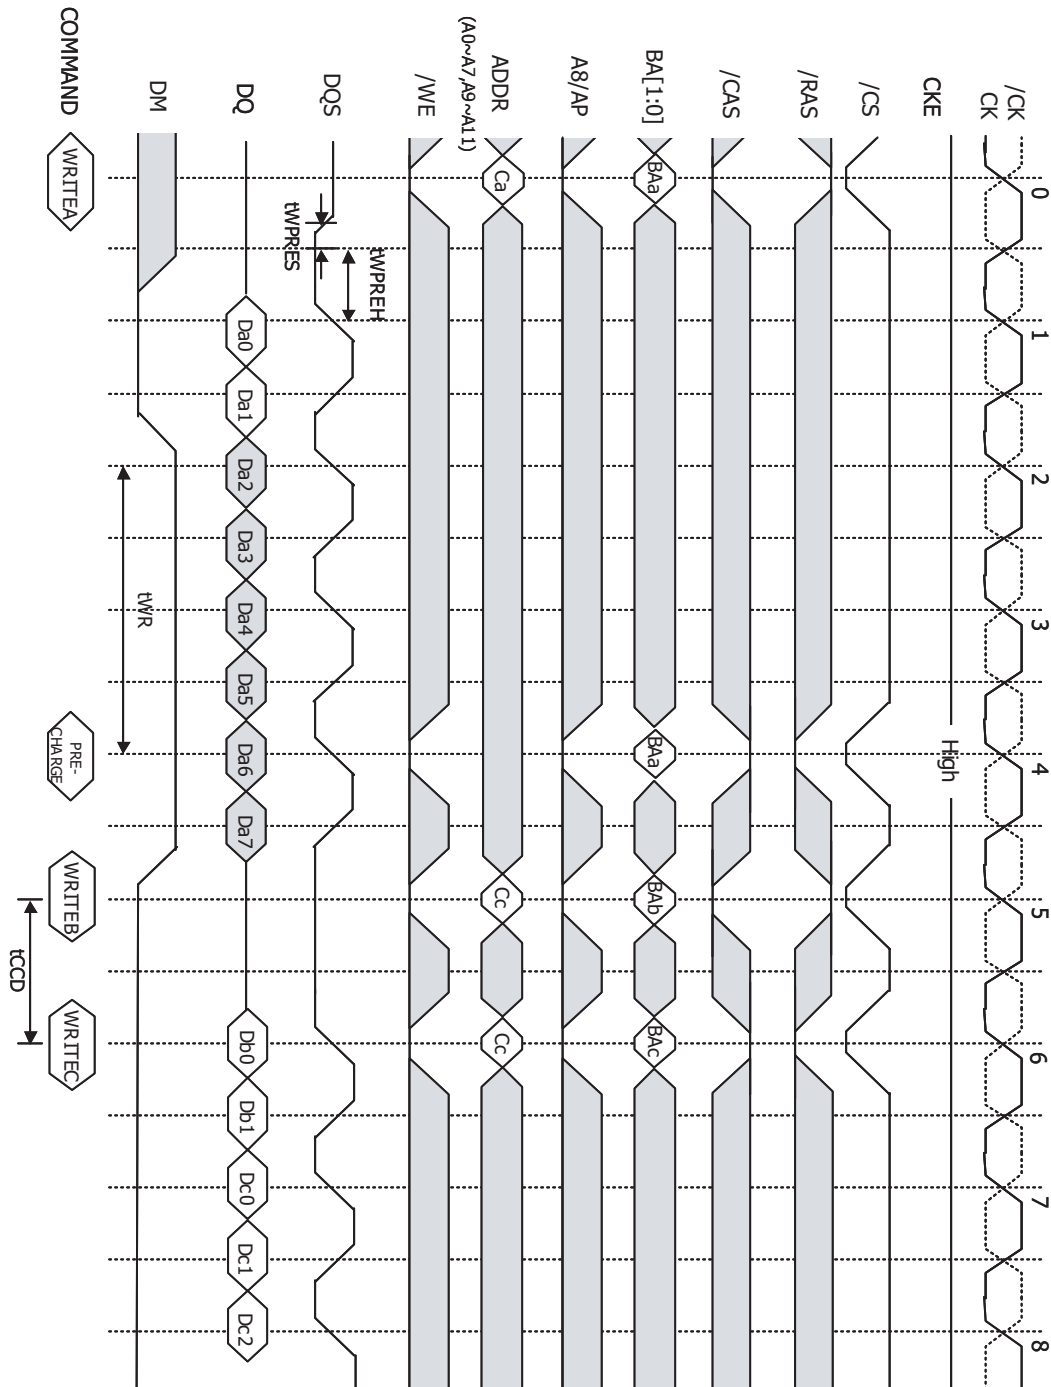 0 1 2 3 4 5 6 7 8
/CK
CK
CKE High
/CS
/RAS
/CAS
BA[1:0] BAa BAa BAb BAc
A8/AP
ADDR Ca Cc Cc
(A0~A7,A9~A11)
/WE
tWPREH
DQS
tWPRES
DQ Da0 Da1 Da2 Da3 Da4 Da5 Da6 Da7 Db0 Db1 Dc0 Dc1 Dc2
DM
tWR
COMMAND WRITEA PRE-
CHARGE WRITEB WRITEC
tCCD